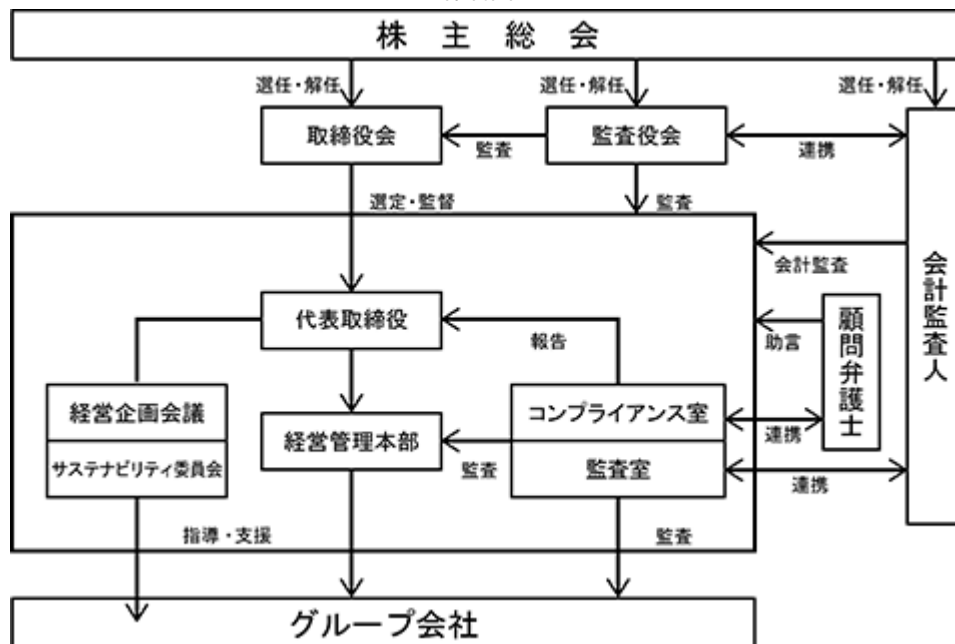 株主総会
選任・解任
選任・解任
選任・解任
取締役会
監査
監査役会
連携
選定・監督
監査
会計監査人
会計監査
代表取締役
報告
助言
顧問弁護士
経営企画会議
サステナビリティ委員会
経営管理本部
監査
コンプライアンス室
監査室
連携
連携
指導・支援
監査
グループ会社